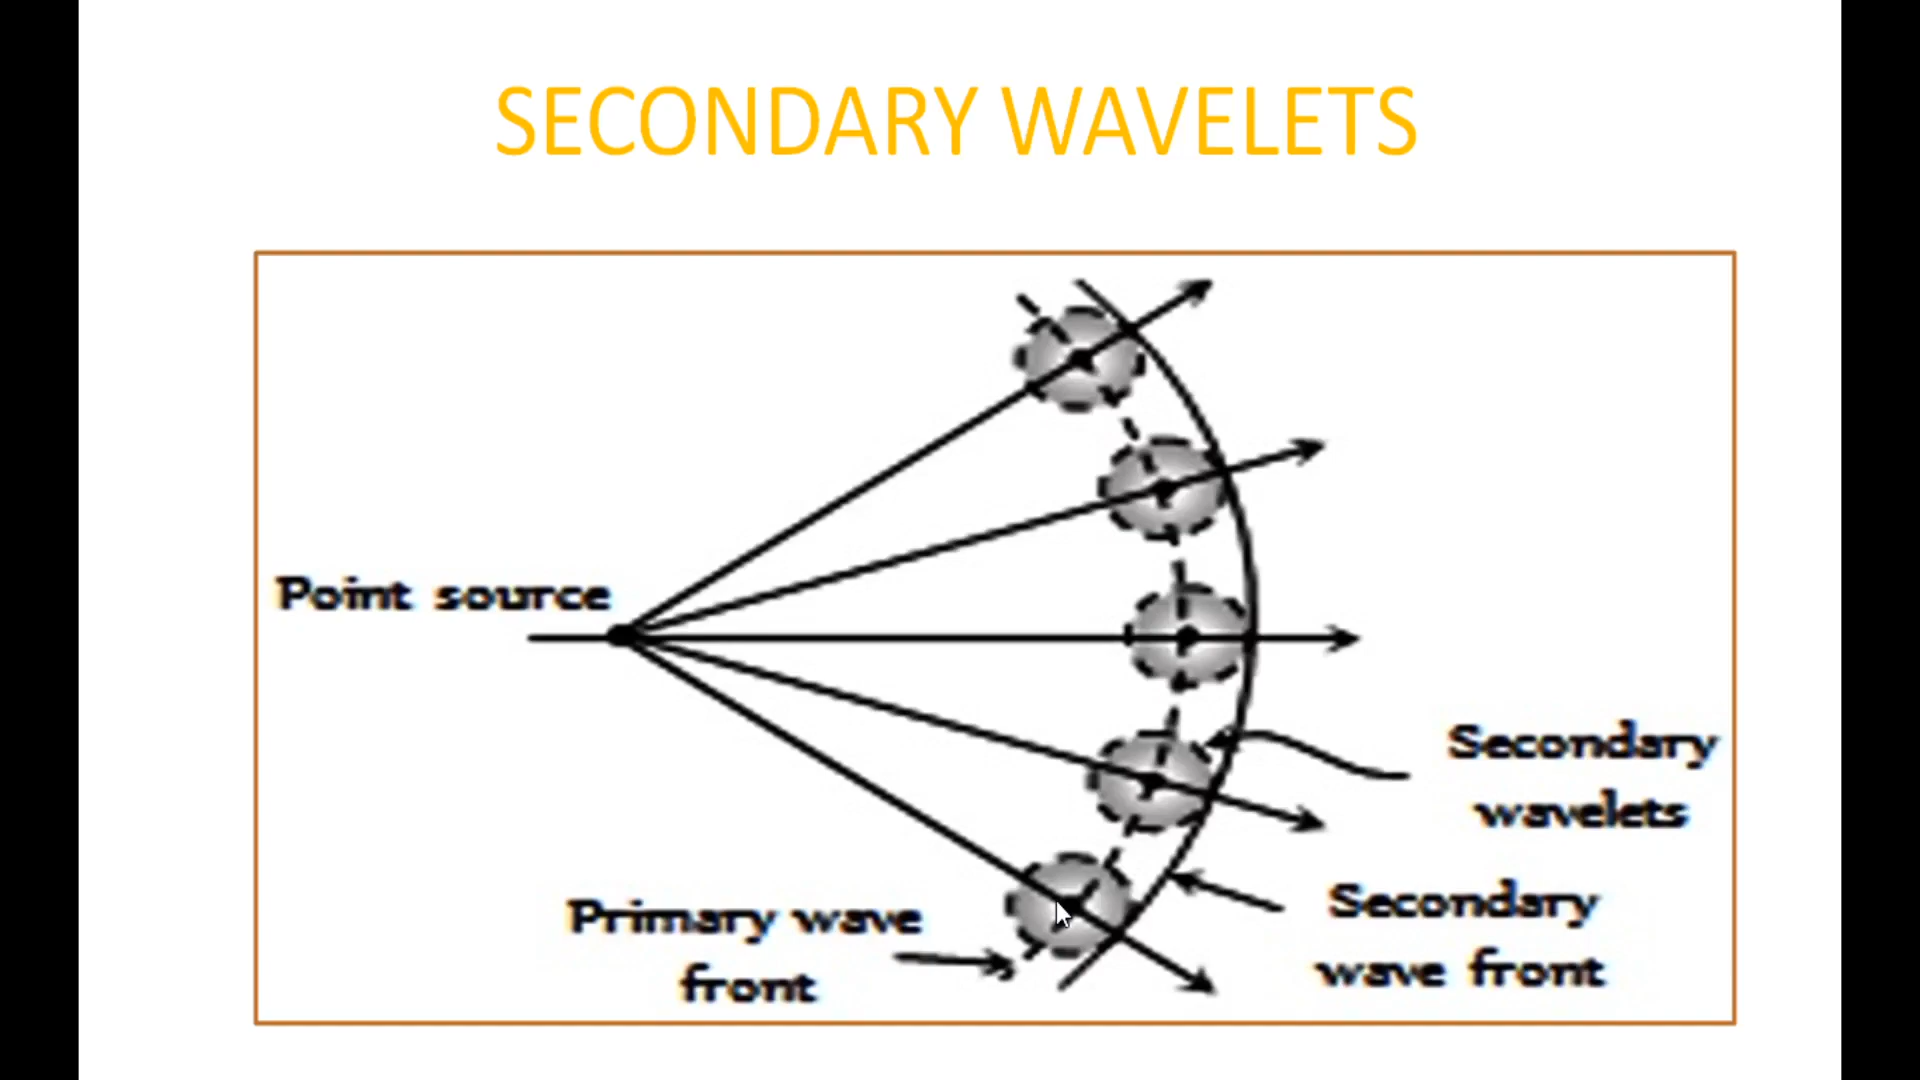 SECONDARY WAVELETS
Point source
Secondary
wavelets
Primary wave
front
Secondary
wave front